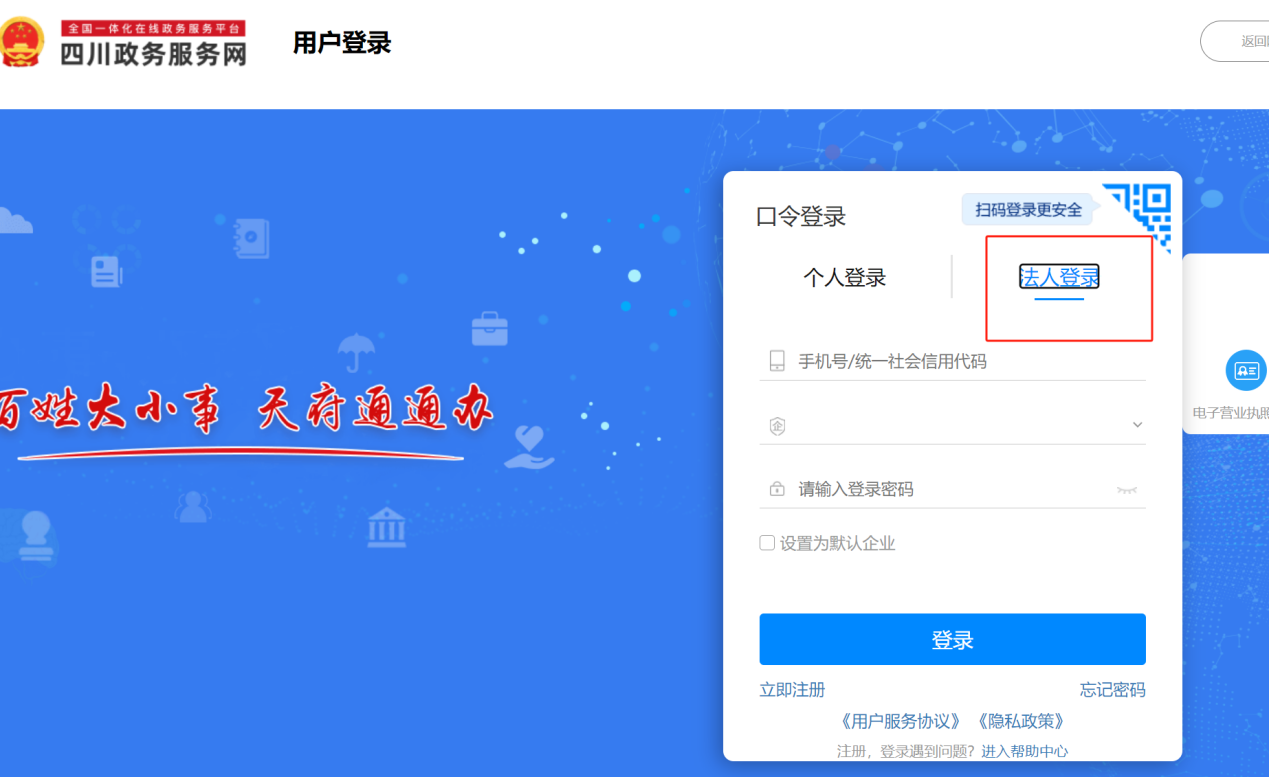 全国一体化在线政务服务平台
四川政务服务网
用户登录
返回
扫码登录更安全
口令登录
个人登录
法人登录
手机号/统一社会信用代码
企
百姓大小事 天府通通办
电子营业执照
请输入登录密码
设置为默认企业
登录
立即注册
忘记密码
《用户服务协议》 《隐私政策》
注册，登录遇到问题? 进入帮助中心